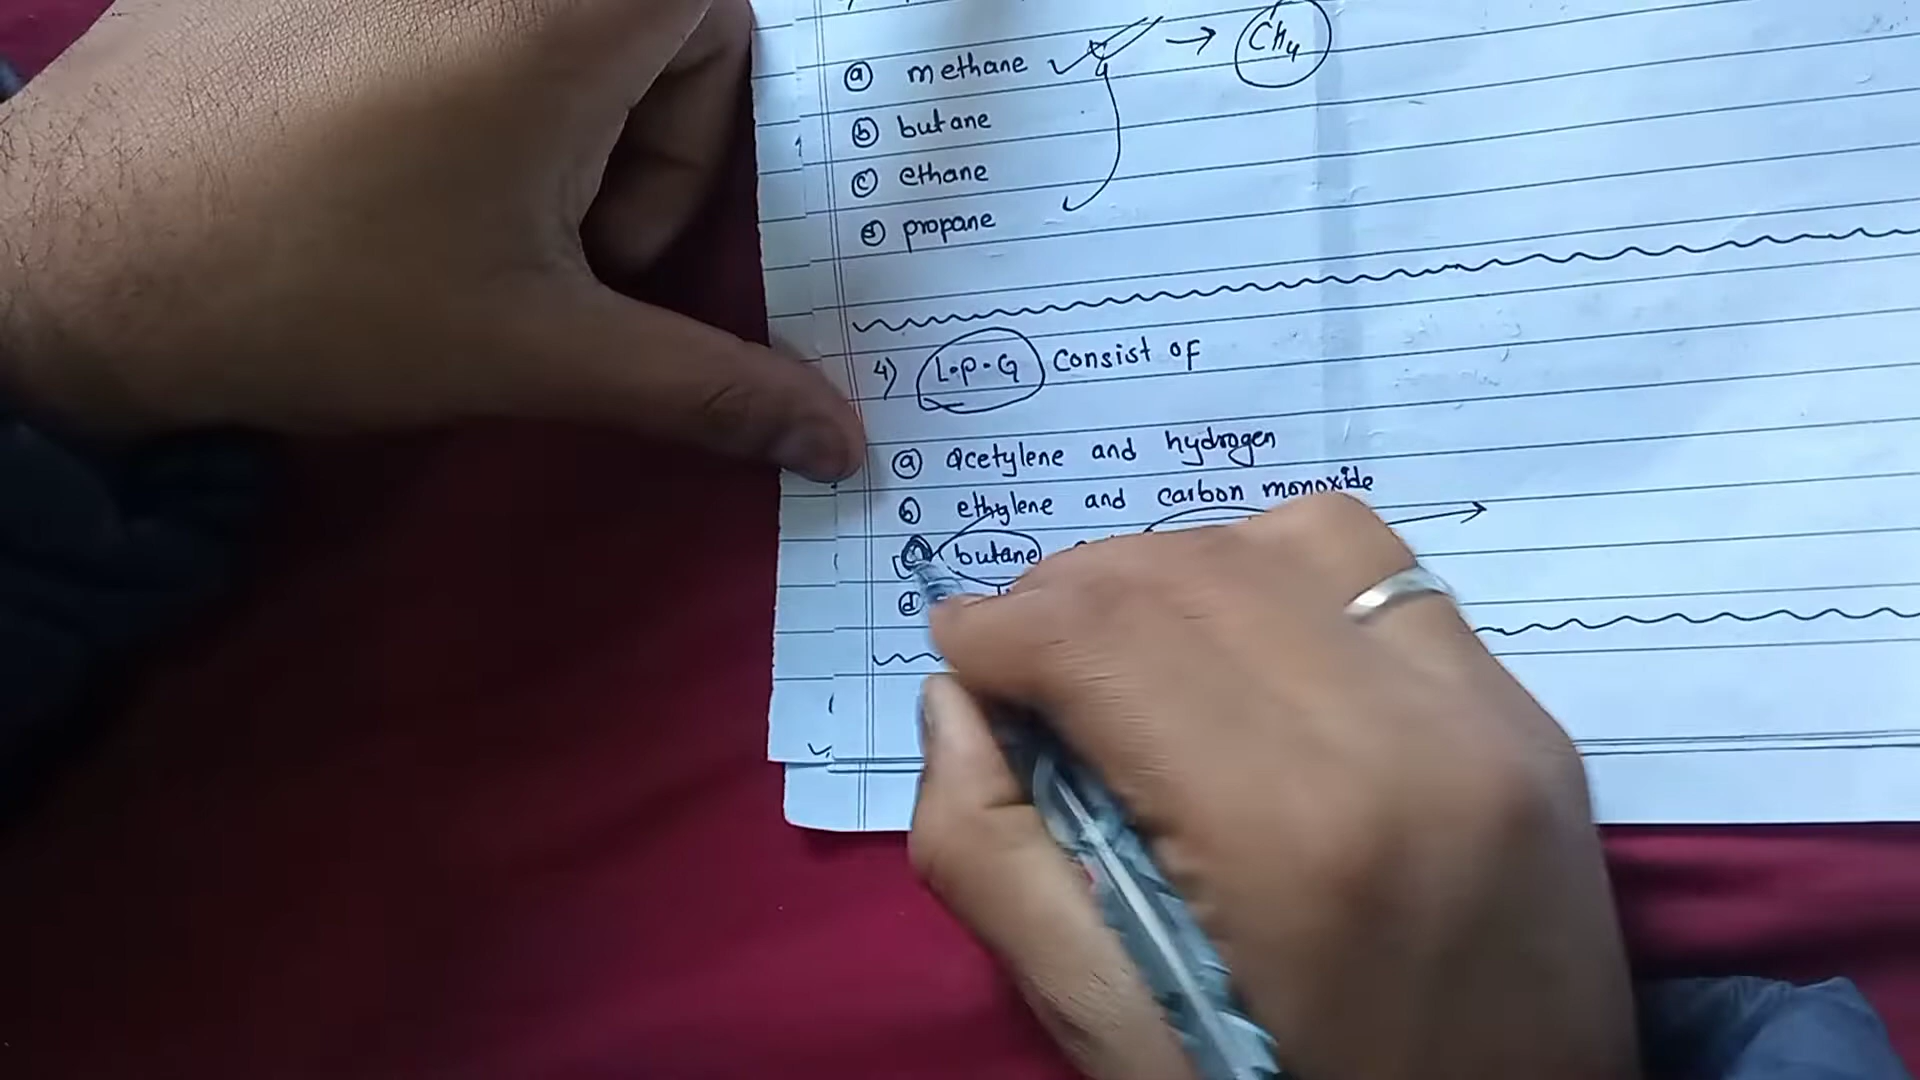 ⓐ methane → CH₄
ⓑ butane
ⓒ ethane
ⓓ propane
4) L.P.G Consist of
ⓐ acetylene and hydrogen
ⓑ ethylene and carbon monoxide
butane
ⓓ